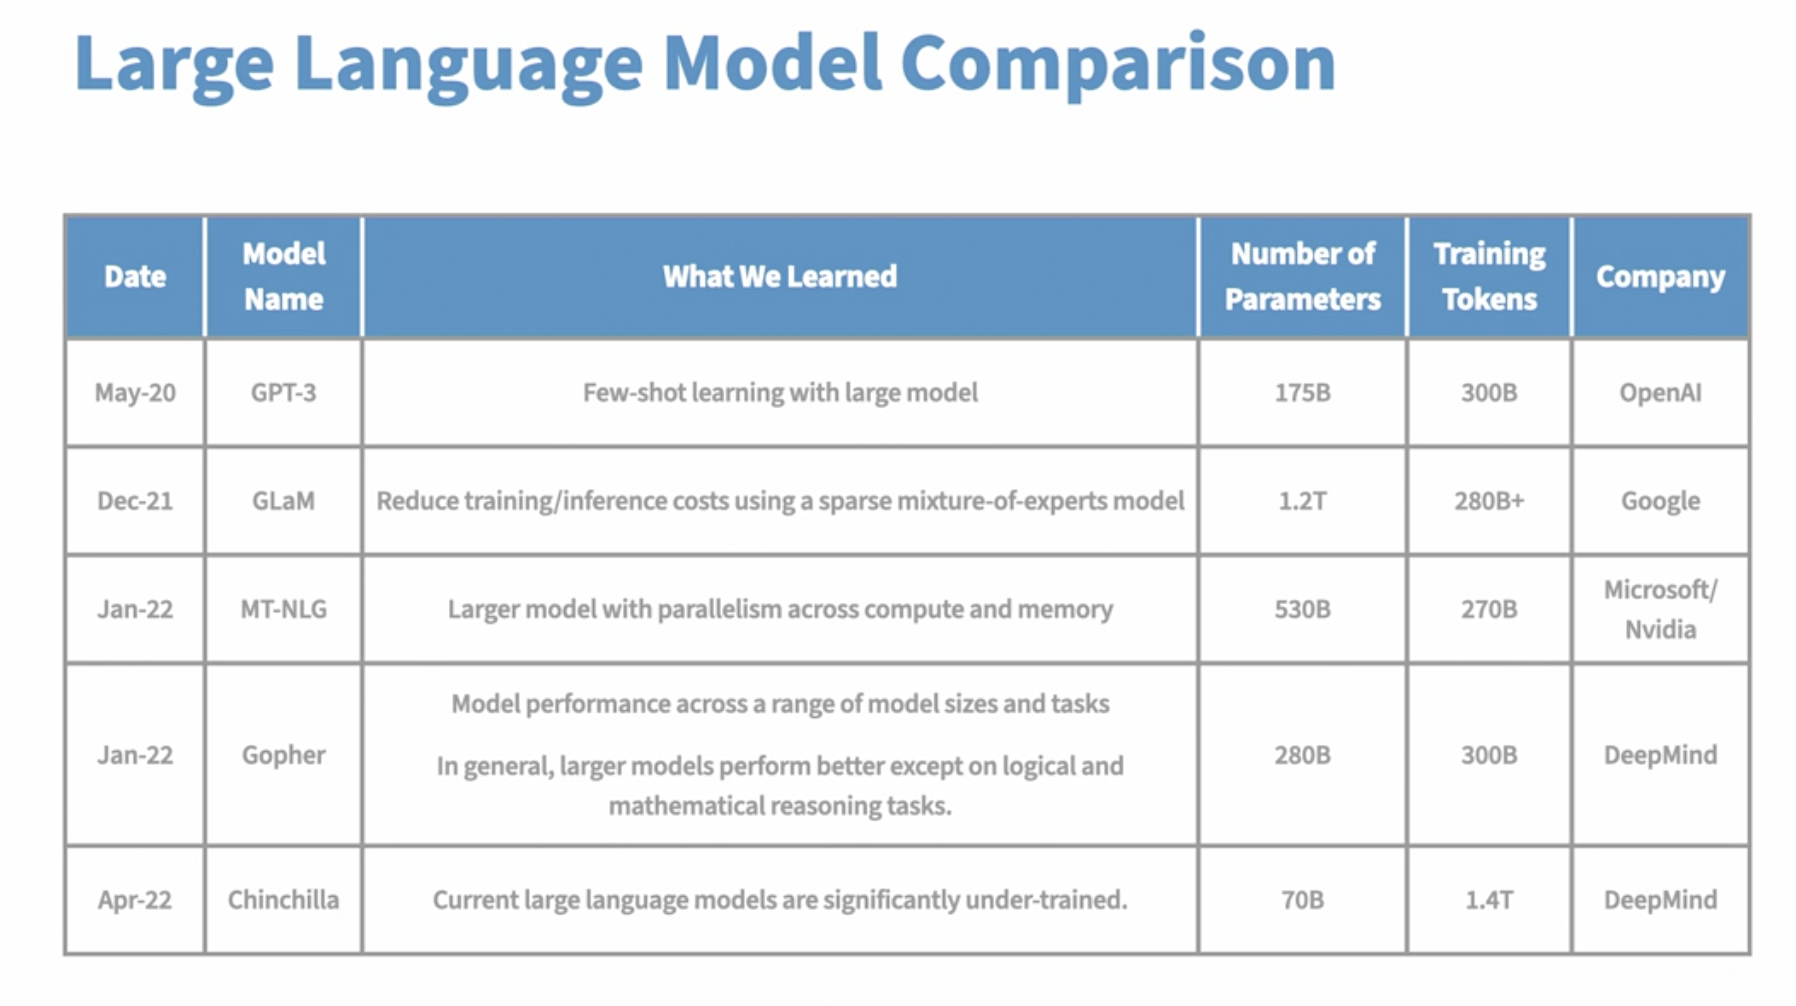 Large Language Model Comparison
Date
Model
Name
What We Learned
Number of
Parameters
Training
Tokens
Company
May-20
GPT-3
Few-shot learning with large model
175B
300B
OpenAI
Dec-21
GLaM
Reduce training/inference costs using a sparse mixture-of-experts model
1.2T
280B+
Google
Jan-22
MT-NLG
Larger model with parallelism across compute and memory
530B
270B
Microsoft/
Nvidia
Jan-22
Gopher
Model performance across a range of model sizes and tasks
In general, larger models perform better except on logical and
mathematical reasoning tasks.
280B
300B
DeepMind
Apr-22
Chinchilla
Current large language models are significantly under-trained.
70B
1.4T
DeepMind